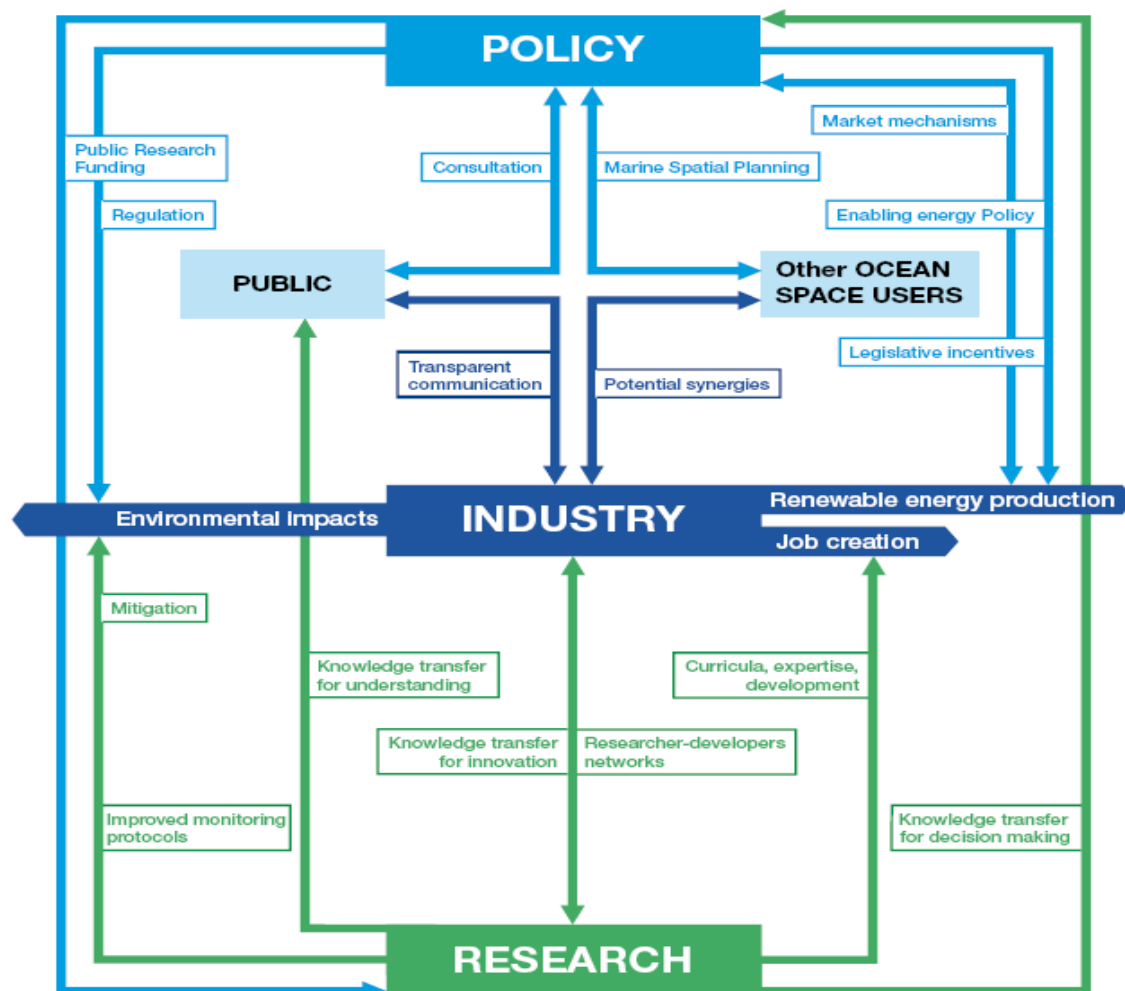 POLICY
Market mechanisms
Public Research
Funding
Consultation
Marine Spatial Planning
Regulation
Enabling energy Policy
PUBLIC
Other OCEAN
SPACE USERS
Legislative incentives
Transparent
communication
Potential synergies
Environmental impacts
INDUSTRY
Renewable energy production
Job creation
Mitigation
Knowledge transfer
for understanding
Curricula, expertise,
development
Knowledge transfer
for innovation
Researcher-developers
networks
Improved monitoring
protocols
Knowledge transfer
for decision making
RESEARCH